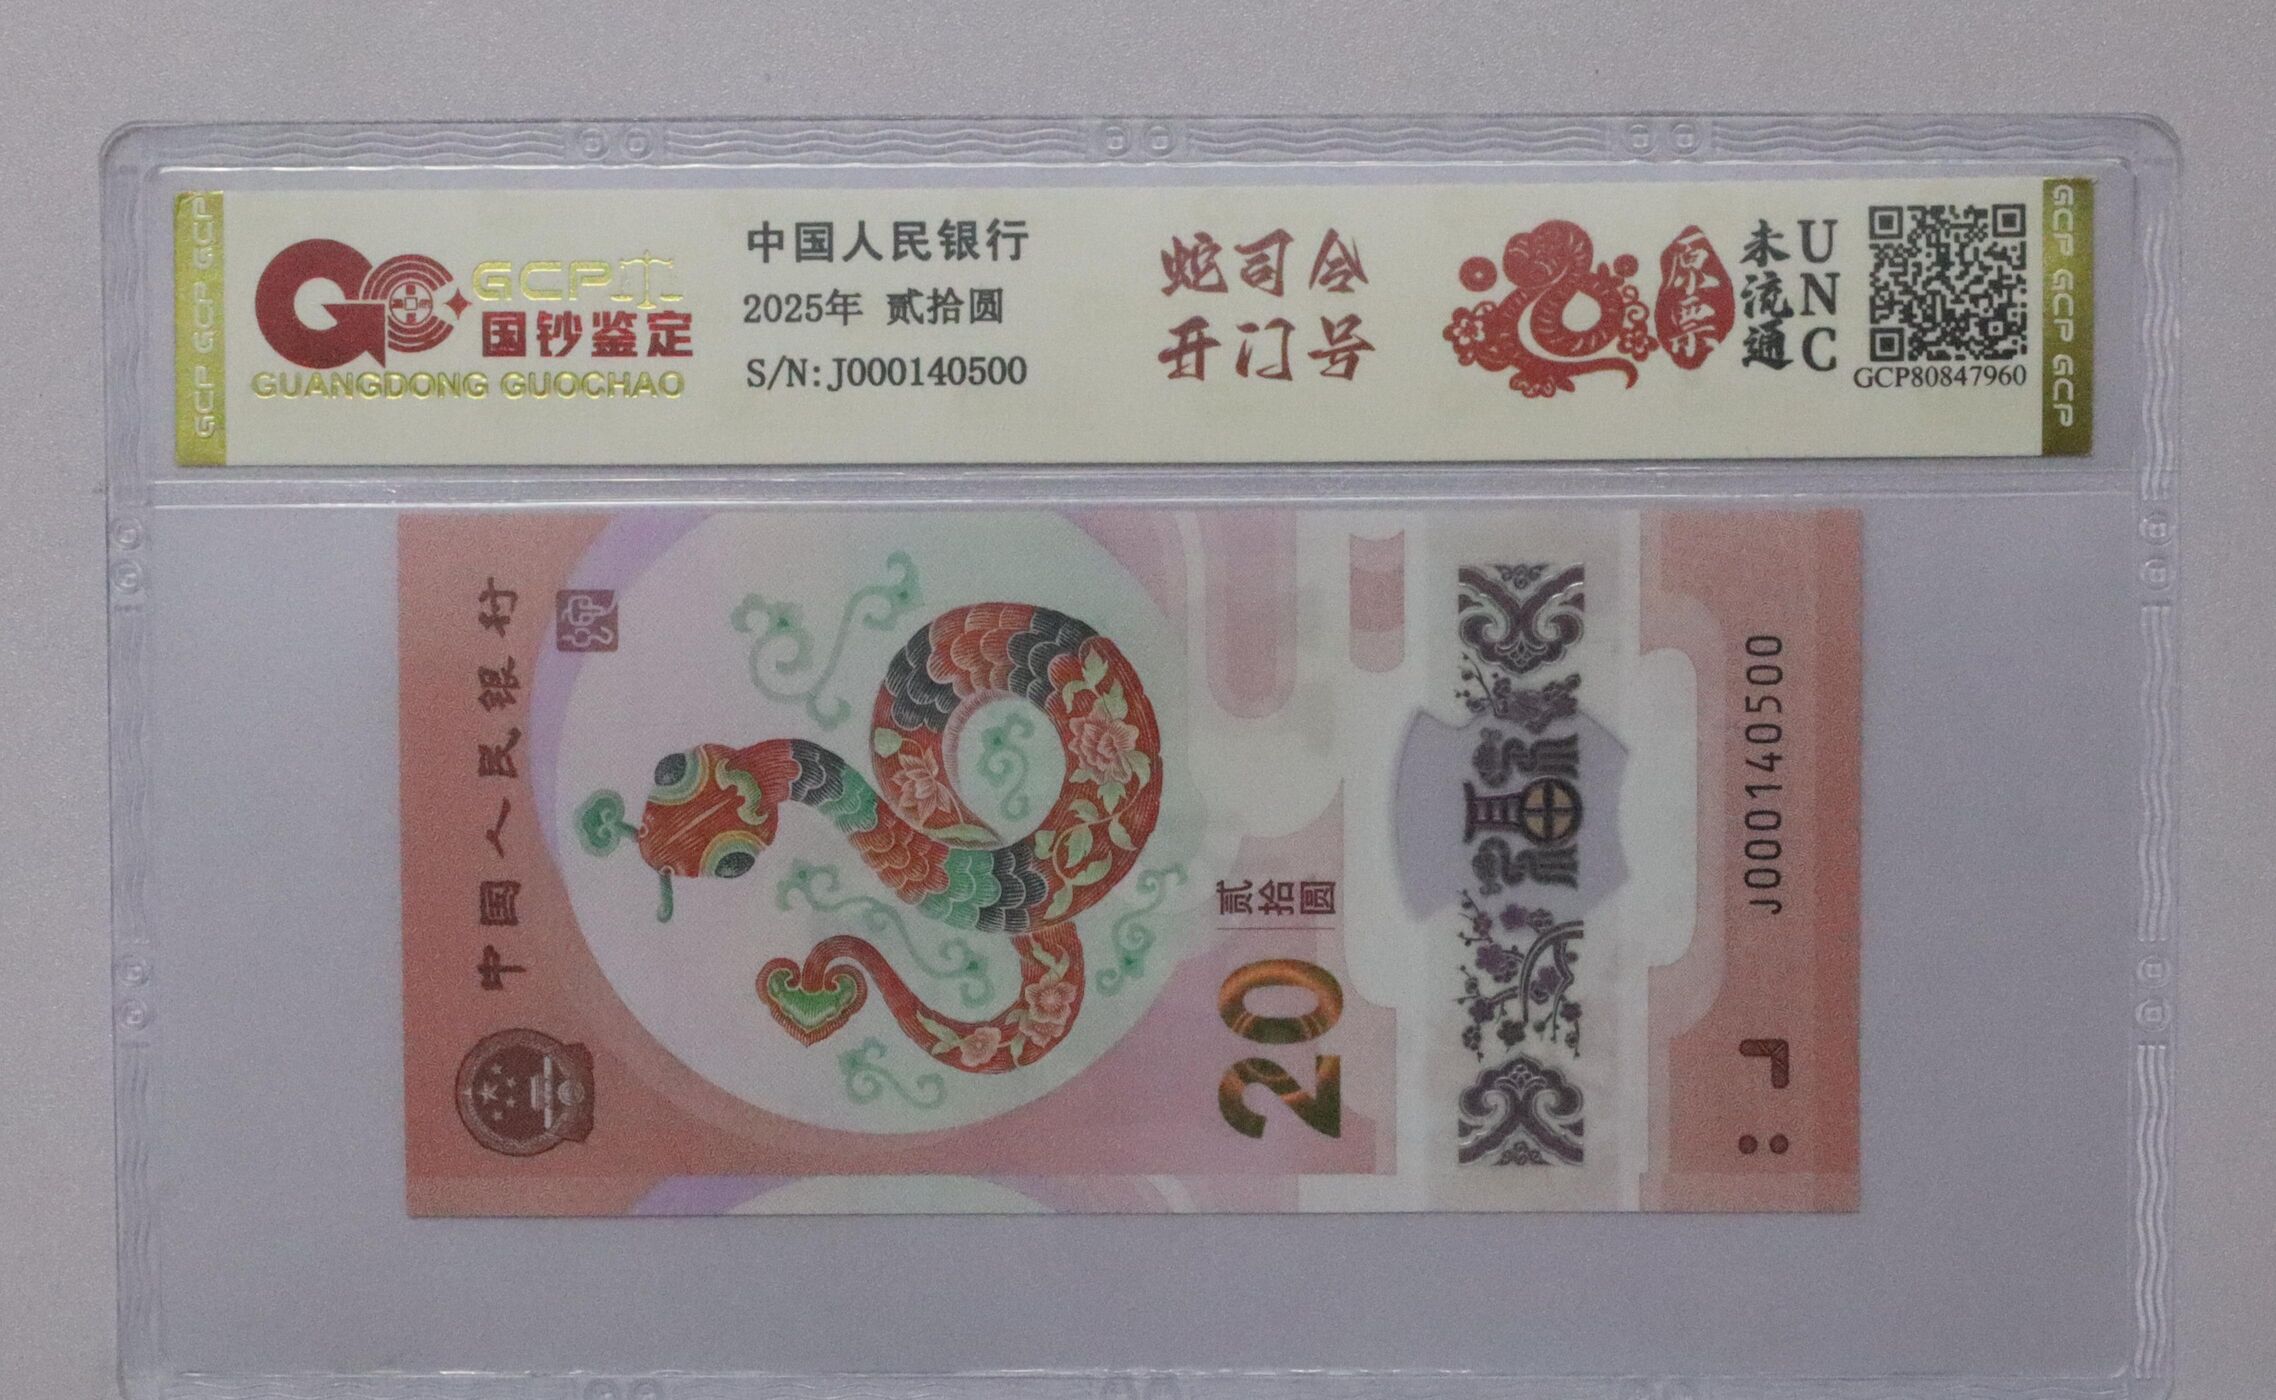 GCP GCP GCP
GCP
国钞鉴定
GUANGDONG GUOCHAO
中国人民银行
2025年 贰拾圆
S/N:J000140500
蛇司令
开门号
原票
未流通
UNC
GCP80847960
GCP GCP GCP
中国人民银行
20
贰拾圆
福
J000140500